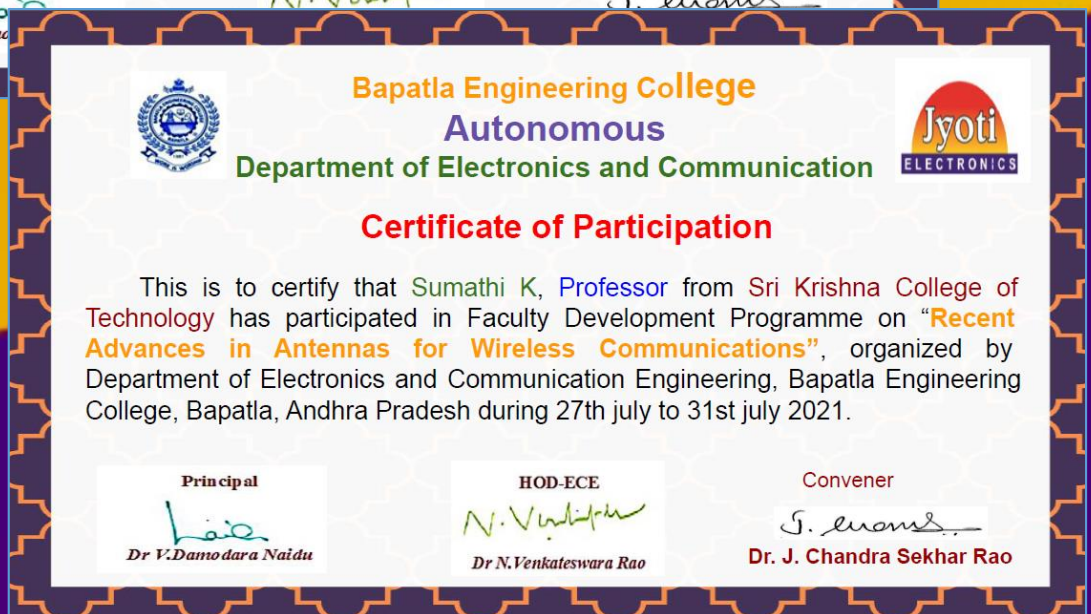 Bapatla Engineering College
Autonomous
Department of Electronics and Communication
Jyoti
ELECTRONICS
Certificate of Participation
This is to certify that Sumathi K, Professor from Sri Krishna College of
Technology has participated in Faculty Development Programme on “Recent
Advances in Antennas for Wireless Communications”, organized by
Department of Electronics and Communication Engineering, Bapatla Engineering
College, Bapatla, Andhra Pradesh during 27th july to 31st july 2021.
Principal
Dr V.Damodara Naidu
HOD-ECE
Dr N.Venkateswara Rao
Convener
Dr. J. Chandra Sekhar Rao